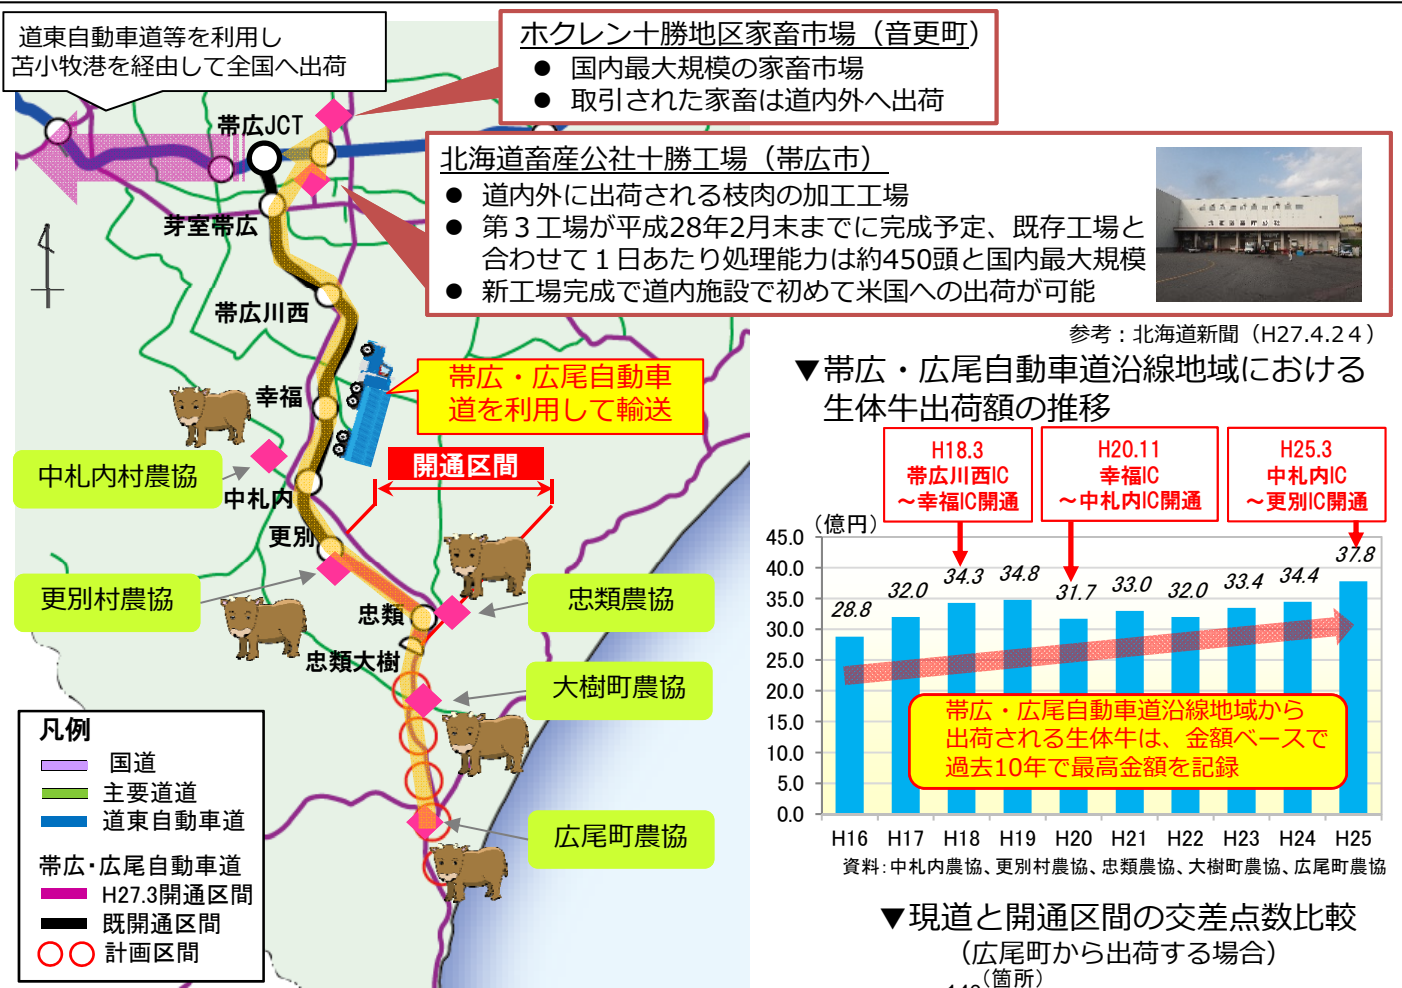 道東自動車道等を利用し
苫小牧港を経由して全国へ出荷
ホクレン十勝地区家畜市場（音更町）
● 国内最大規模の家畜市場
● 取引された家畜は道内外へ出荷
北海道畜産公社十勝工場（帯広市）
● 道内外に出荷される枝肉の加工工場
● 第３工場が平成28年2月末までに完成予定、既存工場と
合わせて１日あたり処理能力は約450頭と国内最大規模
● 新工場完成で道内施設で初めて米国への出荷が可能
参考：北海道新聞（H27.4.2４）
帯広JCT
芽室帯広
帯広川西
幸福
中札内
更別
忠類
忠類大樹
帯広・広尾自動車
道を利用して輸送
開通区間
中札内村農協
更別村農協
忠類農協
大樹町農協
広尾町農協
凡例
国道
主要道道
道東自動車道
帯広・広尾自動車道
H27.3開通区間
既開通区間
計画区間
▼帯広・広尾自動車道沿線地域における
生体牛出荷額の推移
H18.3
帯広川西IC
～幸福IC開通
H20.11
幸福IC
～中札内IC開通
H25.3
中札内IC
～更別IC開通
（億円）
45.0
40.0
35.0
30.0
25.0
20.0
15.0
10.0
5.0
0.0
28.8
32.0
34.3
34.8
31.7
33.0
32.0
33.4
34.4
37.8
帯広・広尾自動車道沿線地域から
出荷される生体牛は、金額ベースで
過去10年で最高金額を記録
H16 H17 H18 H19 H20 H21 H22 H23 H24 H25
資料：中札内農協、更別村農協、忠類農協、大樹町農協、広尾町農協
▼現道と開通区間の交差点数比較
（広尾町から出荷する場合）
（箇所）